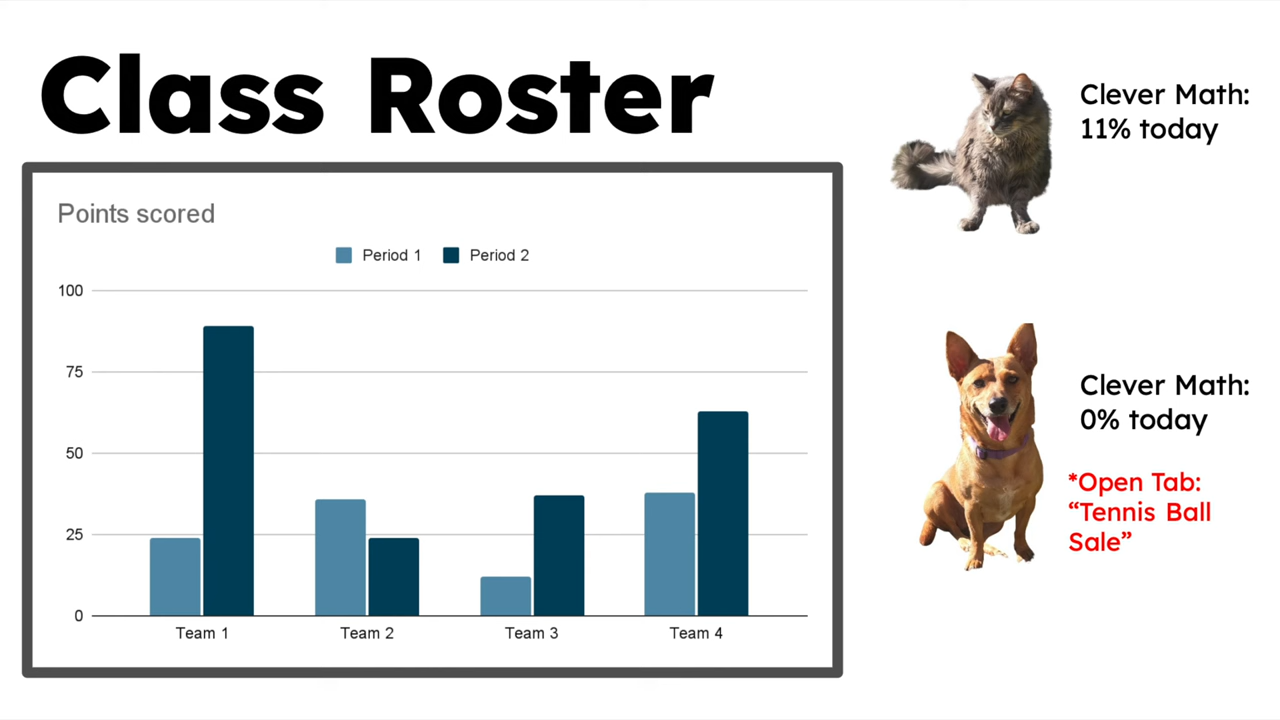 Class Roster
Points scored
Period 1
Period 2
100
75
50
25
0
Team 1
Team 2
Team 3
Team 4
Clever Math:
11% today
Clever Math:
0% today
*Open Tab:
“Tennis Ball
Sale”